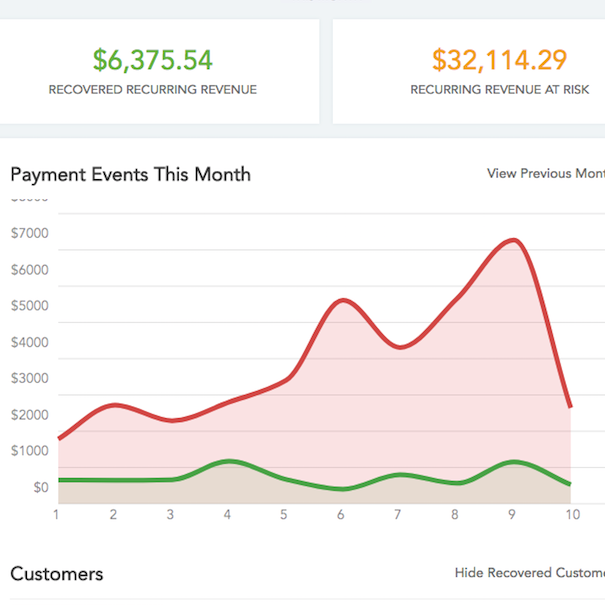 $6,375.54
RECOVERED RECURRING REVENUE
$32,114.29
RECURRING REVENUE AT RISK
Payment Events This Month
View Previous Mont
$7000
$6000
$5000
$4000
$3000
$2000
$1000
$0
1 2 3 4 5 6 7 8 9 10
Customers
Hide Recovered Custome